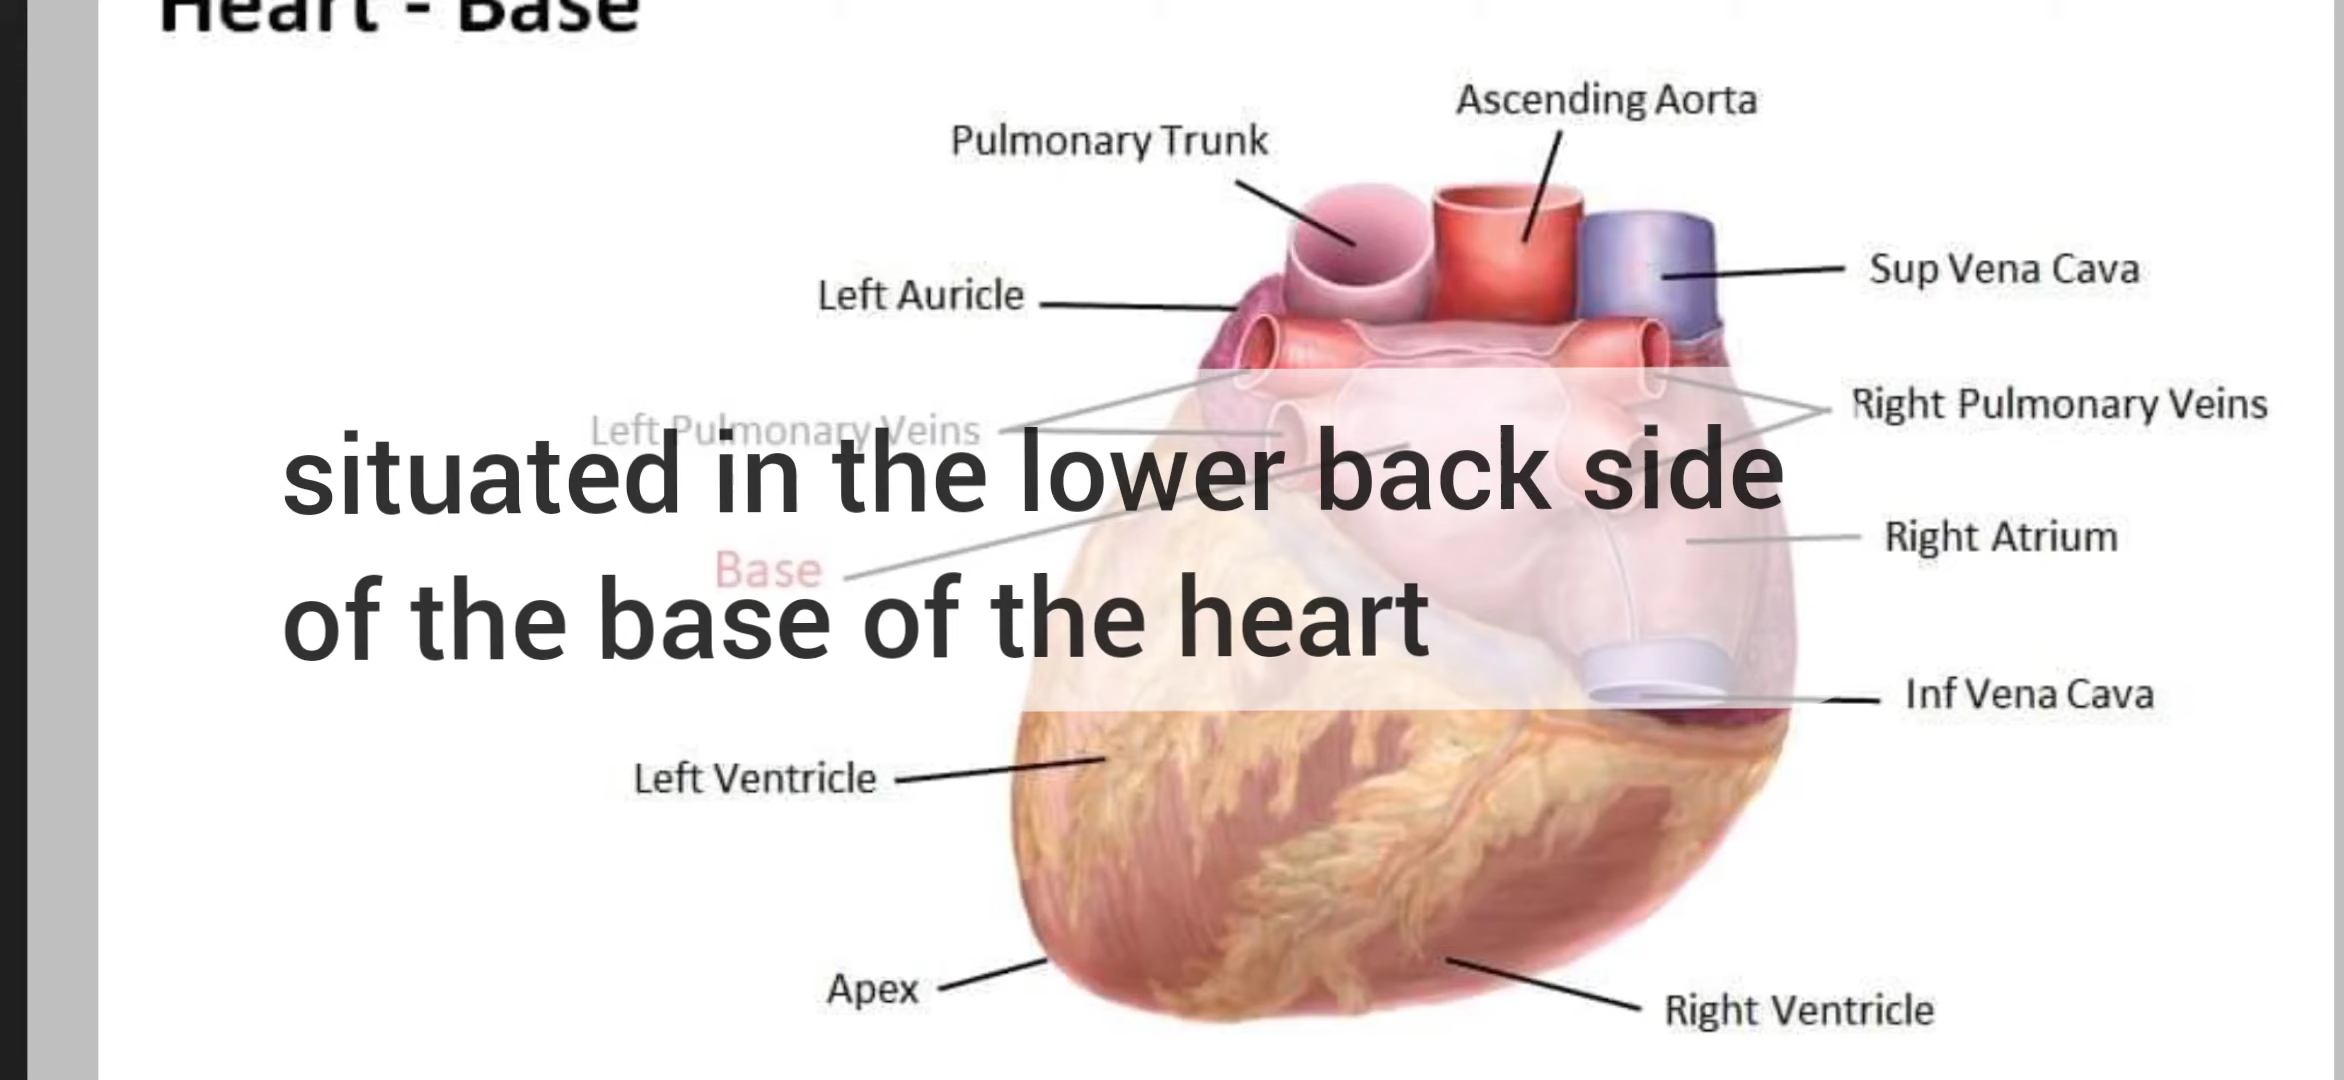 Heart - Base
Ascending Aorta
Pulmonary Trunk
Sup Vena Cava
Left Auricle
Right Pulmonary Veins
Left Pulmonary Veins
situated in the lower back side
Right Atrium
Base
of the base of the heart
Inf Vena Cava
Left Ventricle
Apex
Right Ventricle